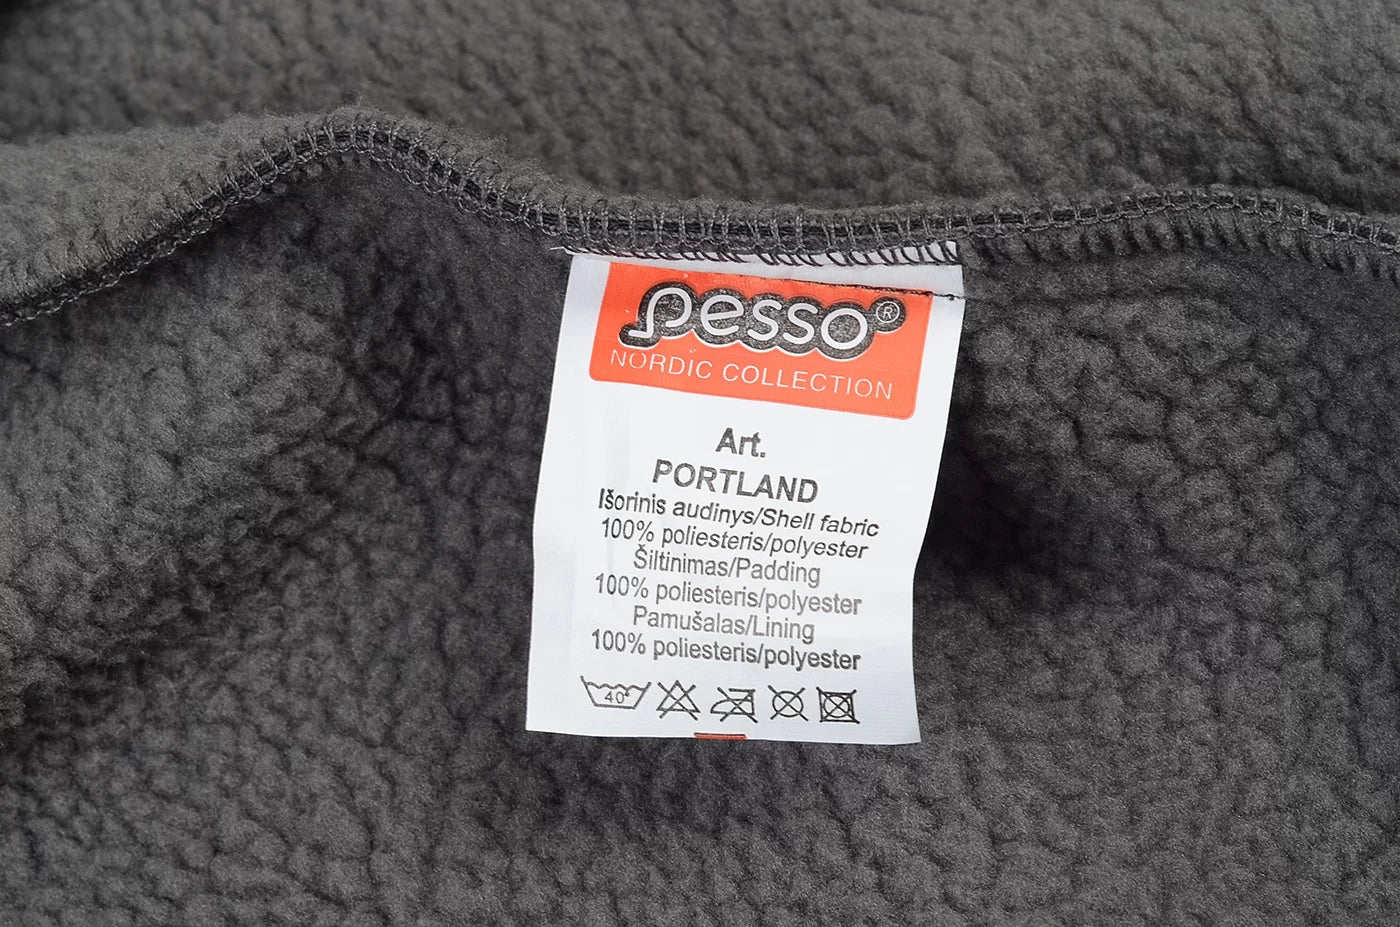 pesso®
NORDIC COLLECTION
Art.
PORTLAND
Išorinis audinys/Shell fabric
100% poliesteris/polyester
Šiltinimas/Padding
100% poliesteris/polyester
Pamušalas/Lining
100% poliesteris/polyester
40°